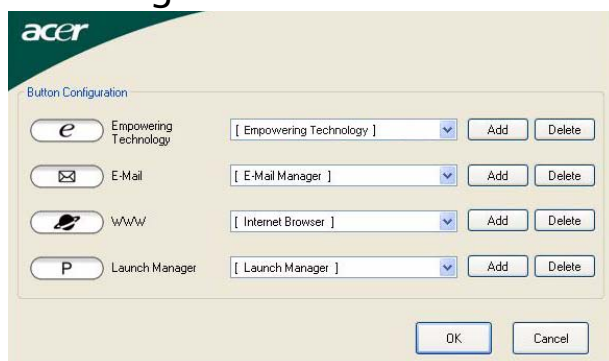 acer
Button Configuration
e Empowering Technology [ Empowering Technology ] Add Delete
E-Mail [ E-Mail Manager ] Add Delete
WWW [ Internet Browser ] Add Delete
P Launch Manager [ Launch Manager ] Add Delete
OK Cancel